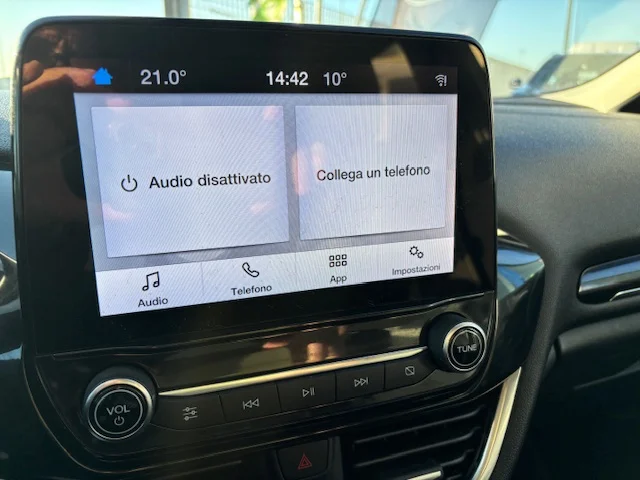 21.0° 14:42 10°
Audio disattivato
Collega un telefono
Audio Telefono App Impostazioni
VOL
TUNE